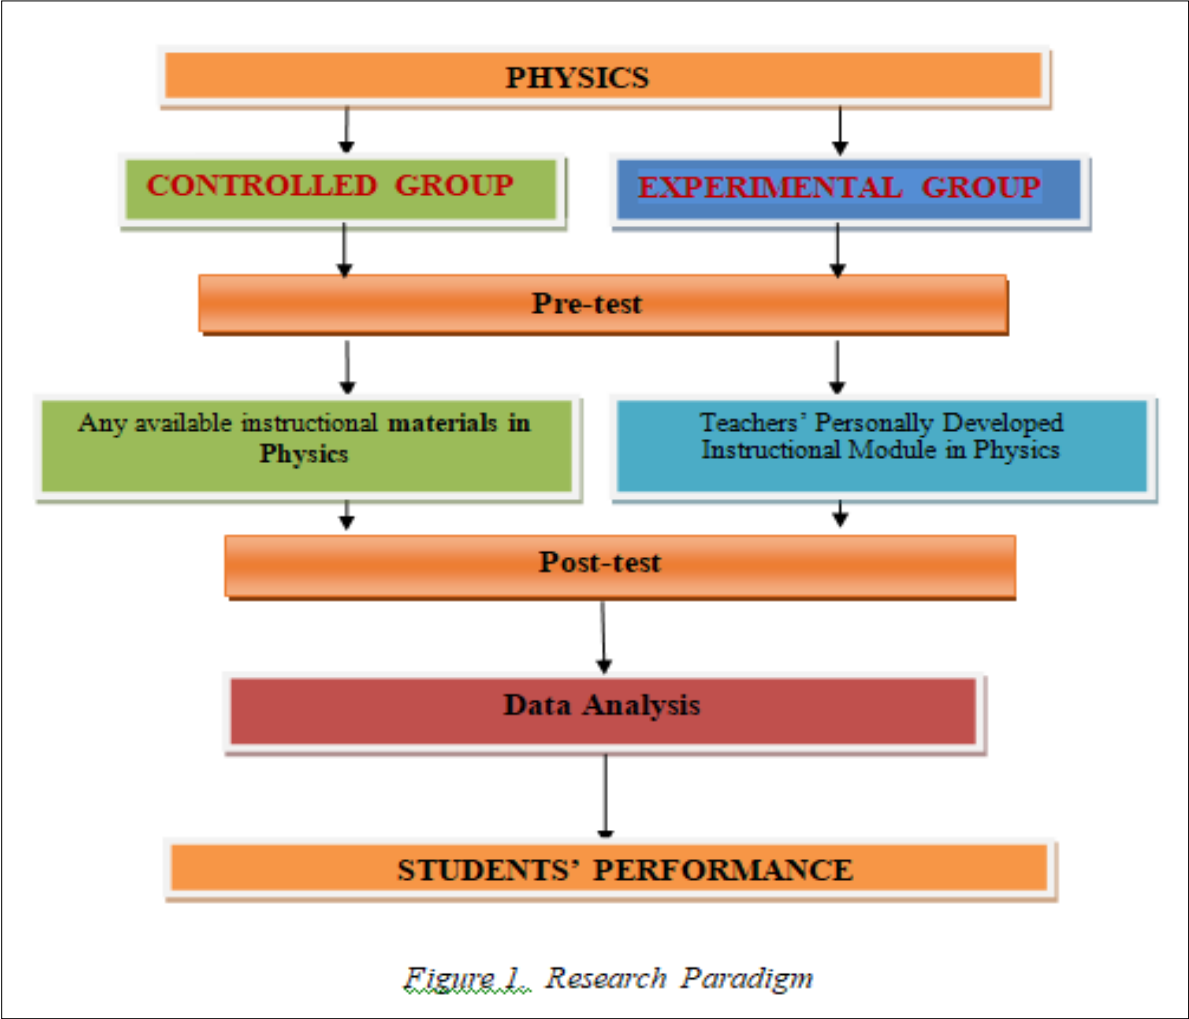 PHYSICS
CONTROLLED GROUP
EXPERIMENTAL GROUP
Pre-test
Any available instructional materials in
Physics
Teachers’ Personally Developed
Instructional Module in Physics
Post-test
Data Analysis
STUDENTS’ PERFORMANCE
Figure 1. Research Paradigm